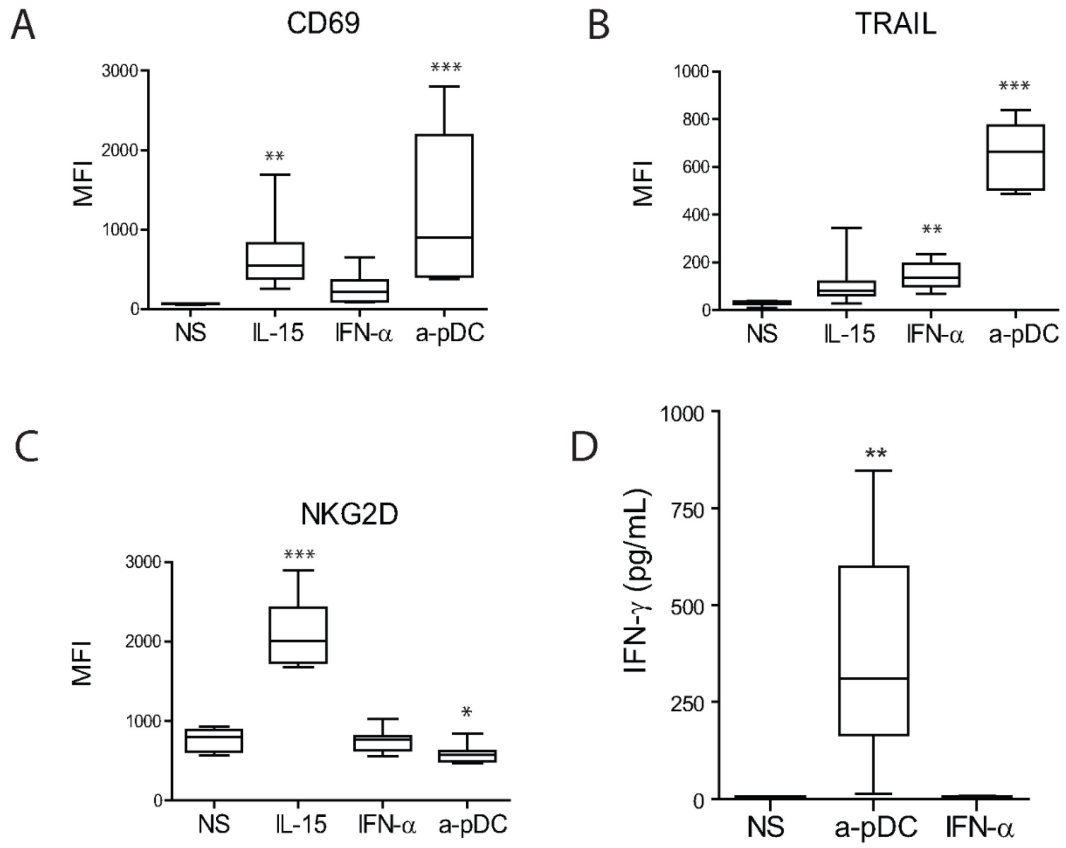 A
CD69
MFI
3000
2000
1000
0
**
***
NS IL-15 IFN-α a-pDC
B
TRAIL
MFI
1000
800
600
400
200
0
**
***
NS IL-15 IFN-α a-pDC
C
NKG2D
MFI
3000
2000
1000
0
***
*
NS IL-15 IFN-α a-pDC
D
IFN-γ (pg/mL)
1000
750
500
250
0
**
NS a-pDC IFN-α